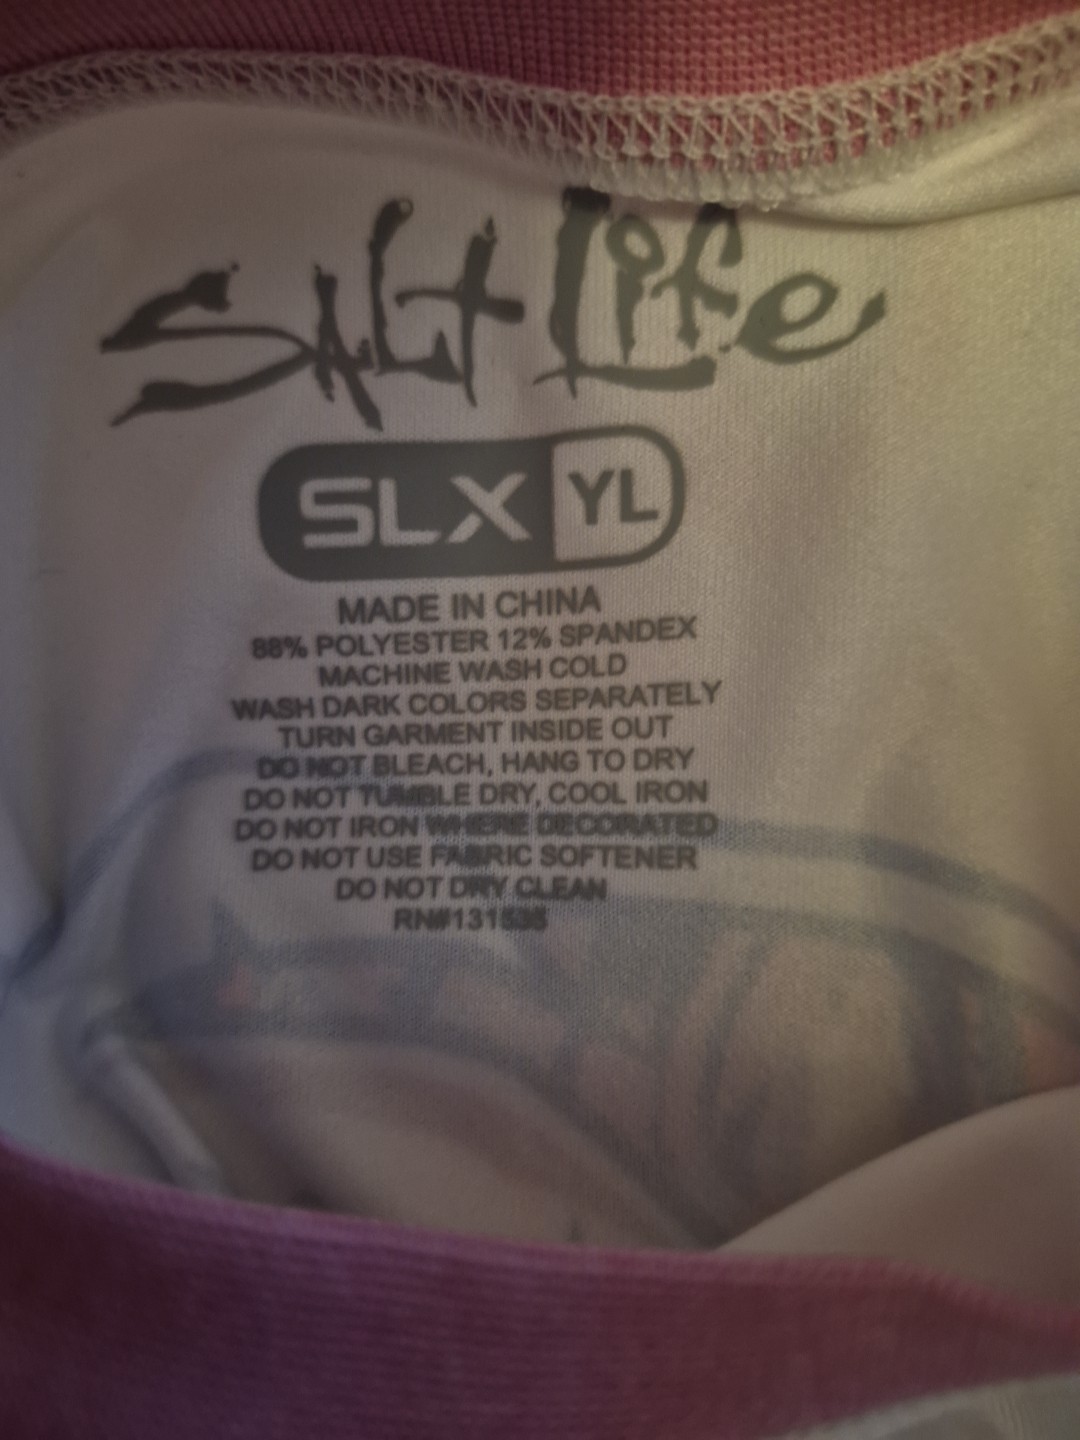 Salt Life
SLX YL
MADE IN CHINA
88% POLYESTER 12% SPANDEX
MACHINE WASH COLD
WASH DARK COLORS SEPARATELY
TURN GARMENT INSIDE OUT
DO NOT BLEACH, HANG TO DRY
DO NOT TUMBLE DRY, COOL IRON
DO NOT IRON WHERE DECORATED
DO NOT USE FABRIC SOFTENER
DO NOT DRY CLEAN
RN#131535